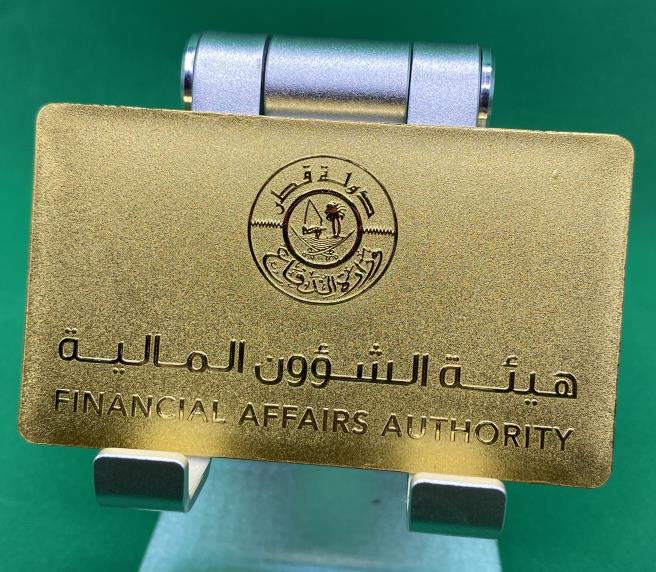 دولة قطر
وزارة الدفاع
هيئة الشؤون المالية
FINANCIAL AFFAIRS AUTHORITY